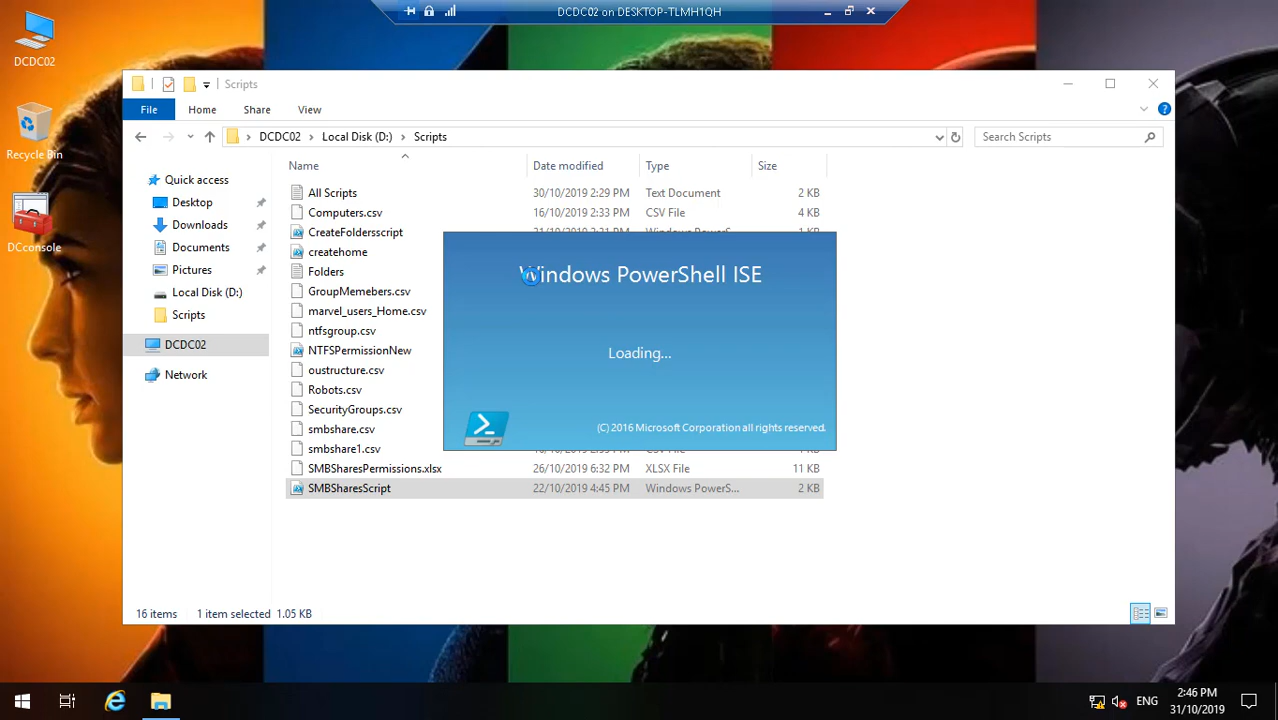 DCDC02 on DESKTOP-TLMH1QH
DCDC02
Recycle Bin
DCconsole
Scripts
File Home Share View
DCDC02 Local Disk (D:) Scripts
Search Scripts
Quick access
Desktop
Downloads
Documents
Pictures
Local Disk (D:)
Scripts
DCDC02
Network
Name Date modified Type Size
All Scripts 30/10/2019 2:29 PM Text Document 2 KB
Computers.csv 16/10/2019 2:33 PM CSV File 4 KB
CreateFoldersscript
createhome
Folders
GroupMemebers.csv
marvel_users_Home.csv
ntfsgroup.csv
NTFSPermissionNew
oustructure.csv
Robots.csv
SecurityGroups.csv
smbshare.csv
smbshare1.csv
SMBSharesPermissions.xlsx 26/10/2019 6:32 PM XLSX File 11 KB
SMBSharesScript 22/10/2019 4:45 PM Windows PowerS... 2 KB
Windows PowerShell ISE
Loading...
(C) 2016 Microsoft Corporation all rights reserved.
16 items 1 item selected 1.05 KB
ENG
2:46 PM
31/10/2019